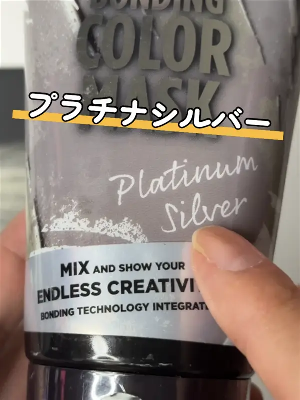 BONDING
COLOR
MASK
プラチナシルバー
Platinum
Silver
MIX AND SHOW YOUR
ENDLESS CREATIVI
BONDING TECHNOLOGY INTEGRAT